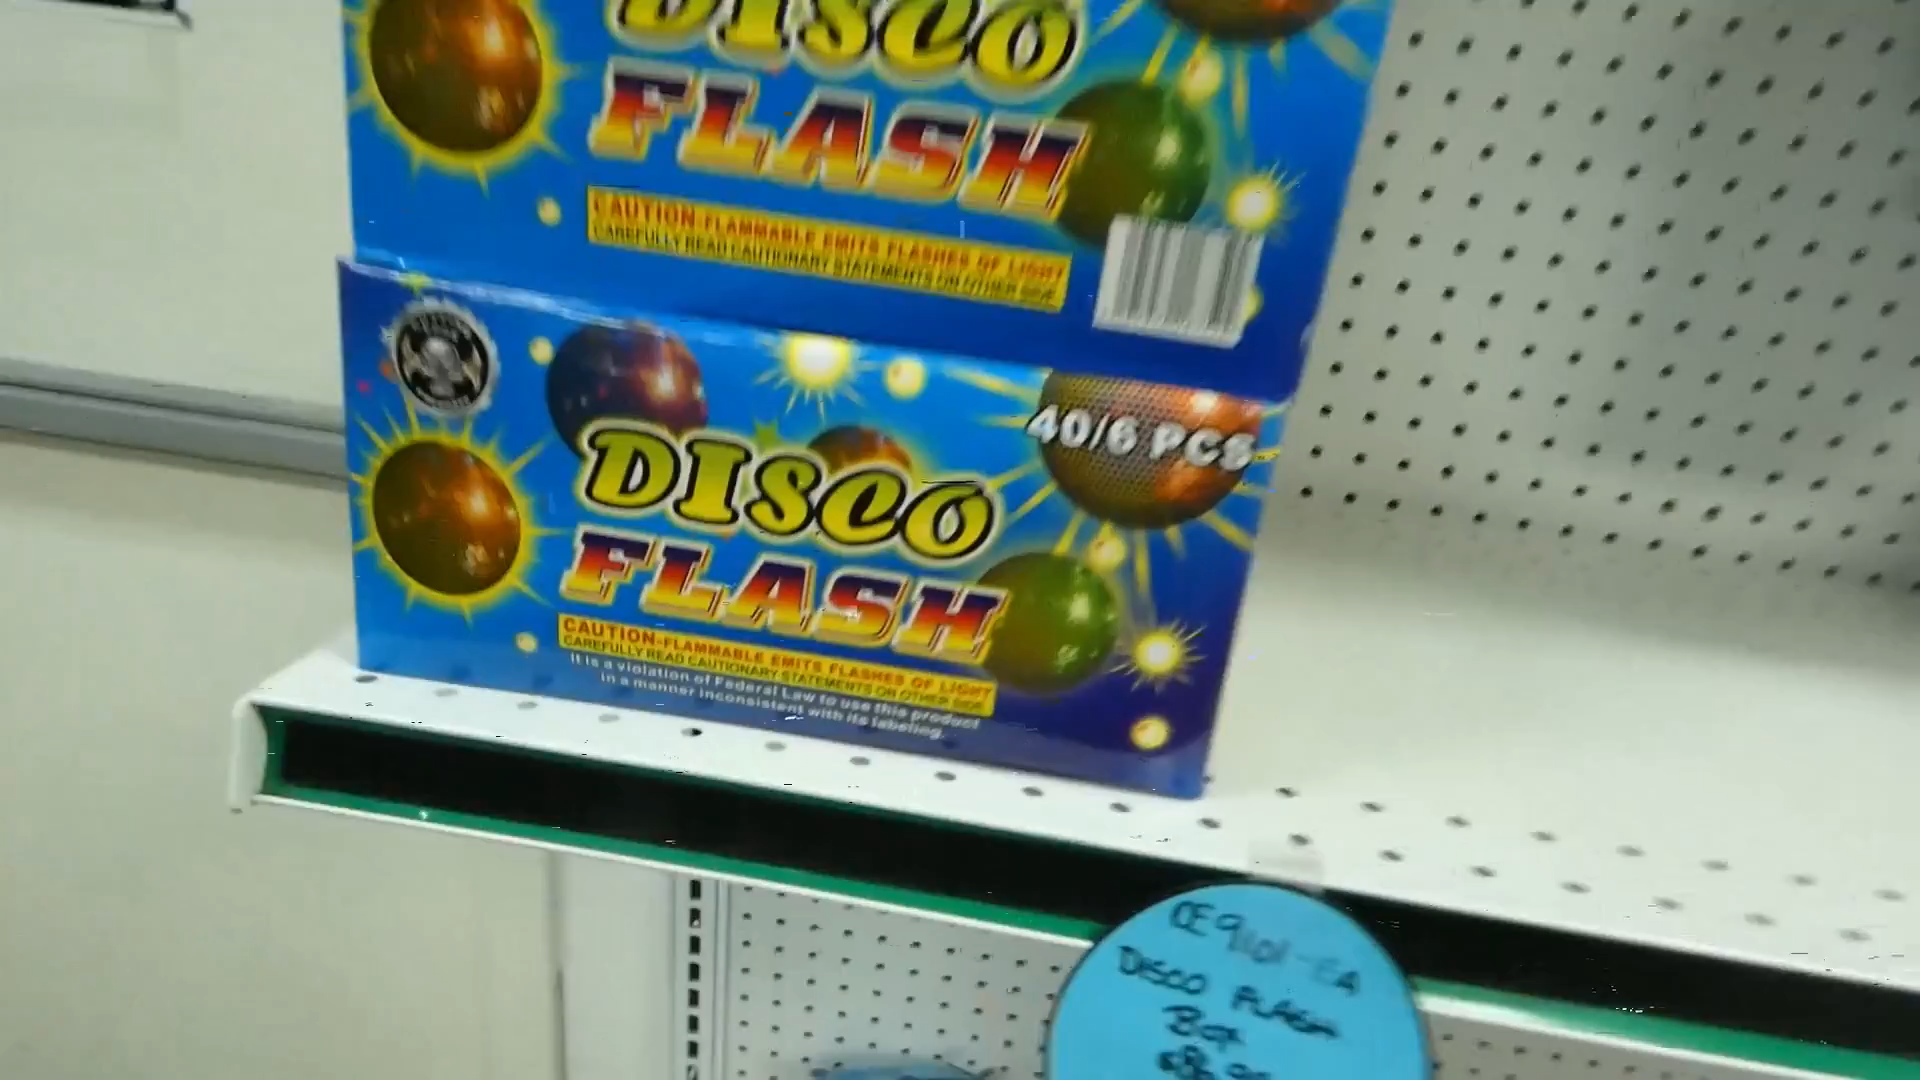 DISCO
FLASH
CAUTION-FLAMMABLE EMITS FLASHES OF LIGHT
CAREFULLY READ CAUTIONARY STATEMENTS ON OTHER SIDE
40/6 PCS
DISCO
FLASH
CAUTION-FLAMMABLE EMITS FLASHES OF LIGHT
CAREFULLY READ CAUTIONARY STATEMENTS ON OTHER SIDE
It is a violation of Federal Law to use this product
in a manner inconsistent with its labeling.
DISCO FLASH
BOX